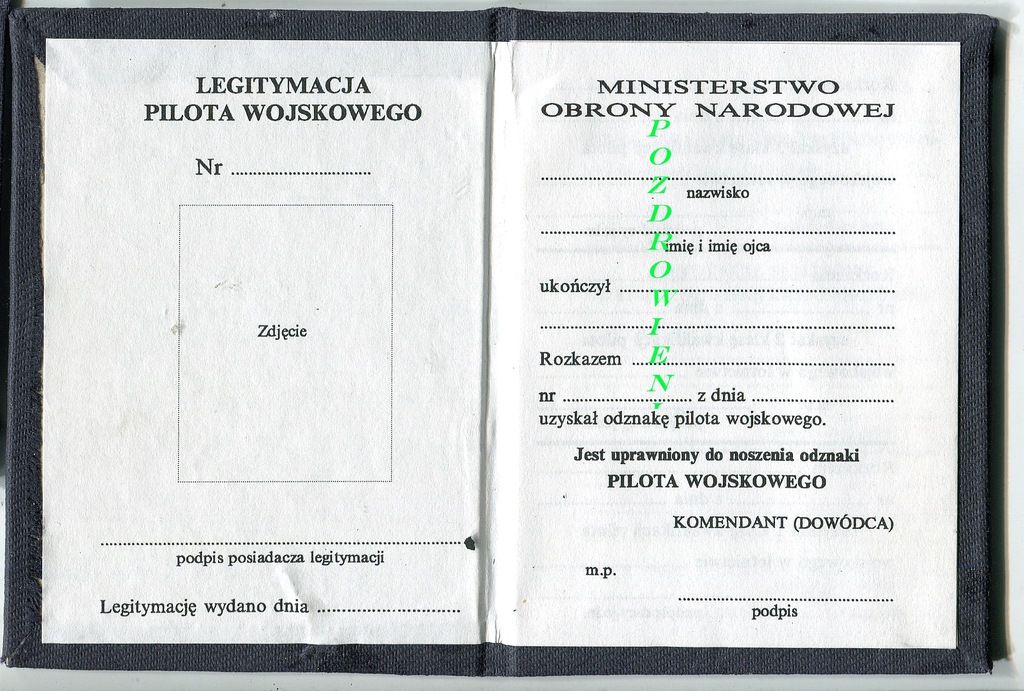 LEGITYMACJA
PILOTA WOJSKOWEGO
Nr ................................
Zdjęcie
podpis posiadacza legitymacji
Legitymację wydano dnia ..........................
MINISTERSTWO
OBRONY NARODOWEJ
nazwisko
imię i imię ojca
ukończył ..................................................
Rozkazem ................................................
nr ........................ z dnia ..........................
uzyskał odznakę pilota wojskowego.
Jest uprawniony do noszenia odznaki
PILOTA WOJSKOWEGO
KOMENDANT (DOWÓDCA)
m.p.
podpis
POZDROWIEN